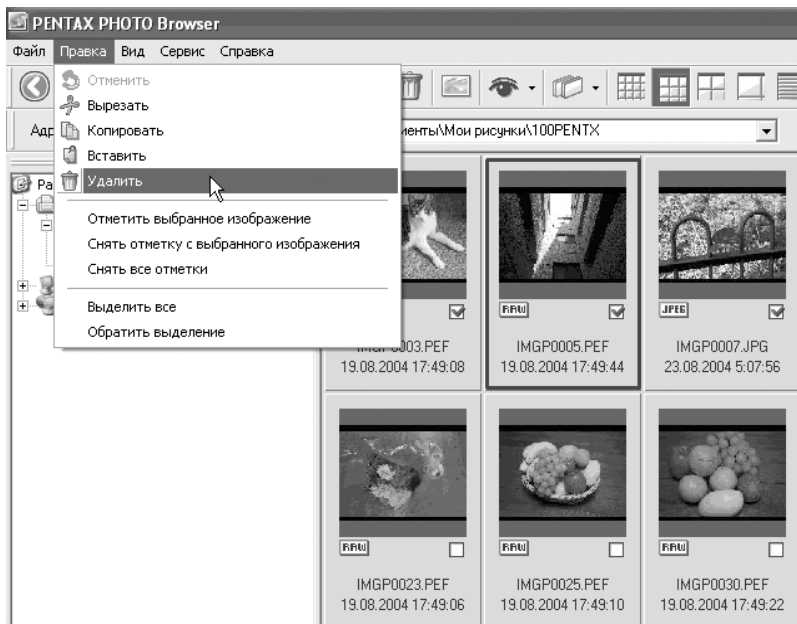 PENTAX PHOTO Browser
Файл Правка Вид Сервис Справка
Отменить
Вырезать
Копировать
Вставить
Удалить
Отметить выбранное изображение
Снять отметку с выбранного изображения
Снять все отметки
Выделить все
Обратить выделение
\Мои рисунки\100PENTX
RAW JPEG
IMGP0005.PEF IMGP0007.JPG
19.08.2004 17:49:08 19.08.2004 17:49:44 23.08.2004 5:07:56
RAW RAW RAW
IMGP0023.PEF IMGP0025.PEF IMGP0030.PEF
19.08.2004 17:49:06 19.08.2004 17:49:10 19.08.2004 17:49:22